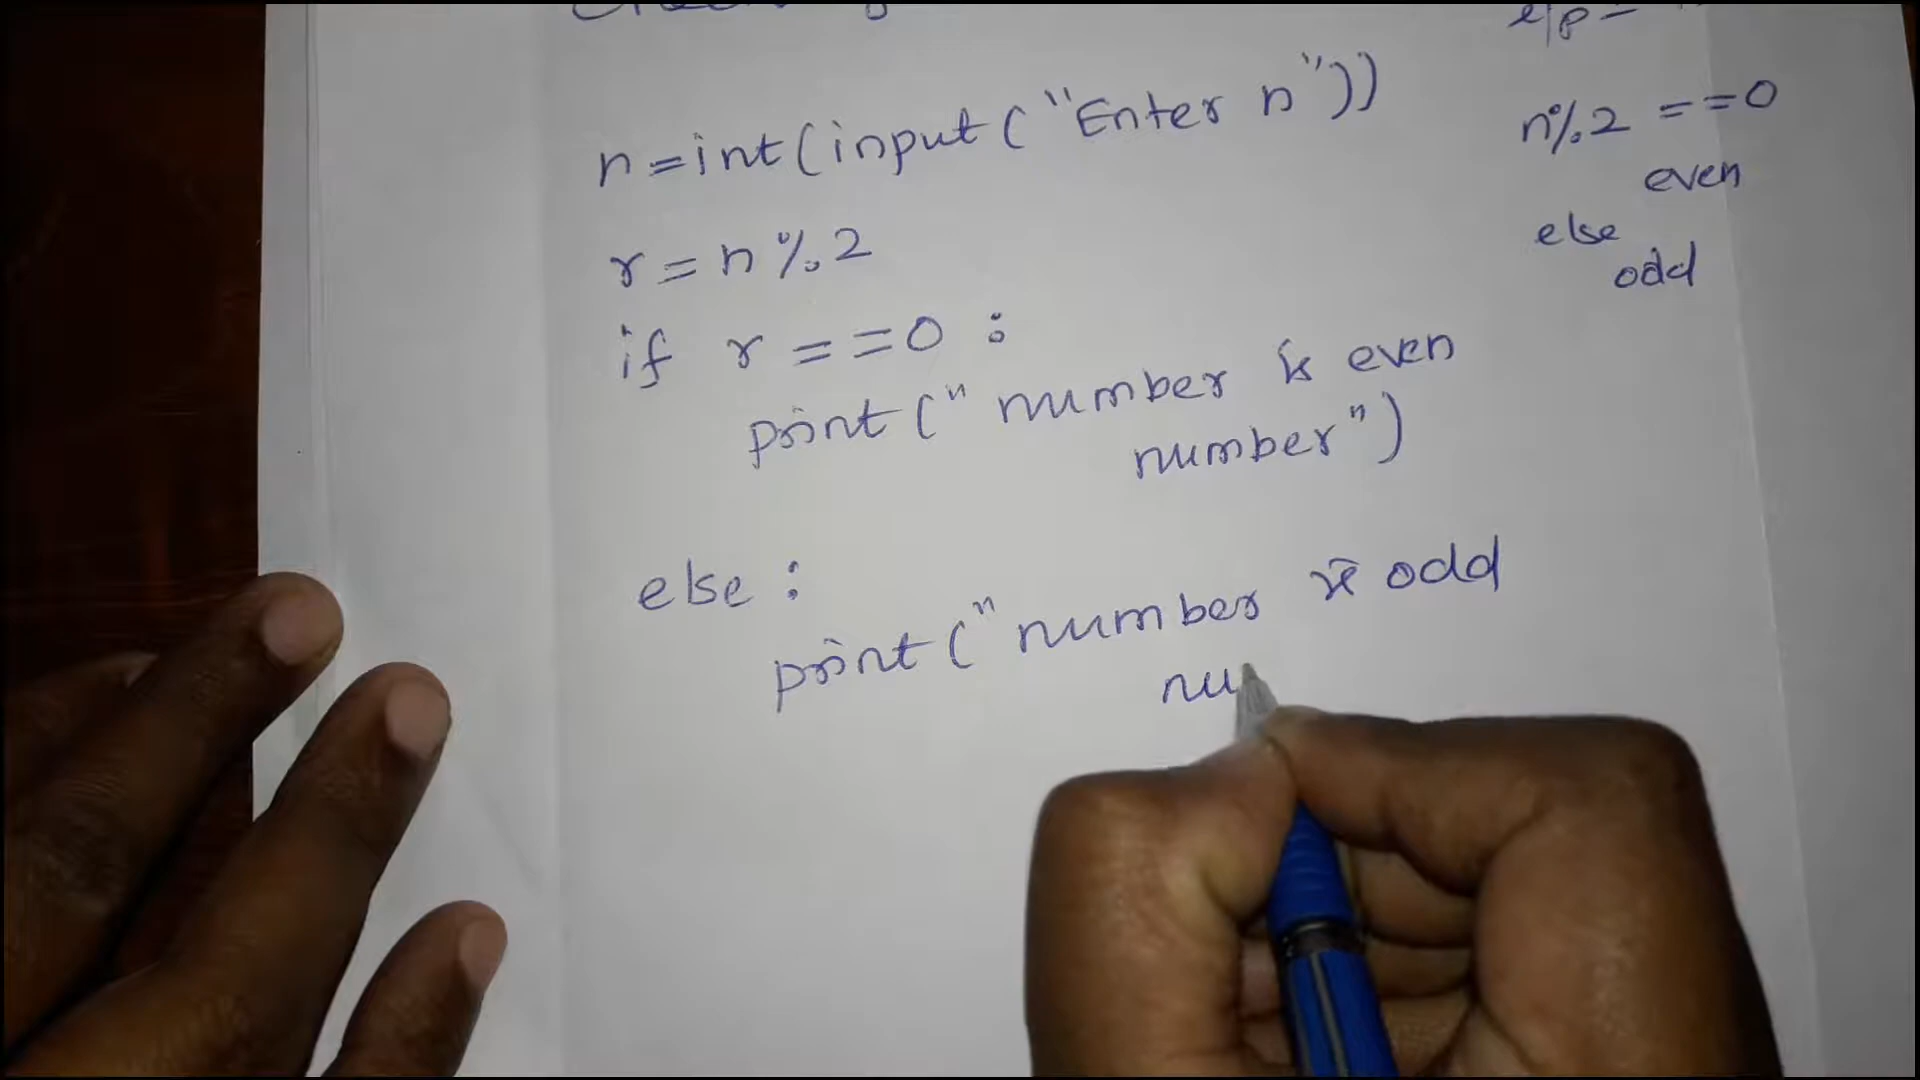 n=int(input("Enter n"))
n%2 ==0
even
r=n%2
else
odd
if r==0 :
print("number is even
number")
else :
print("number is odd
nu